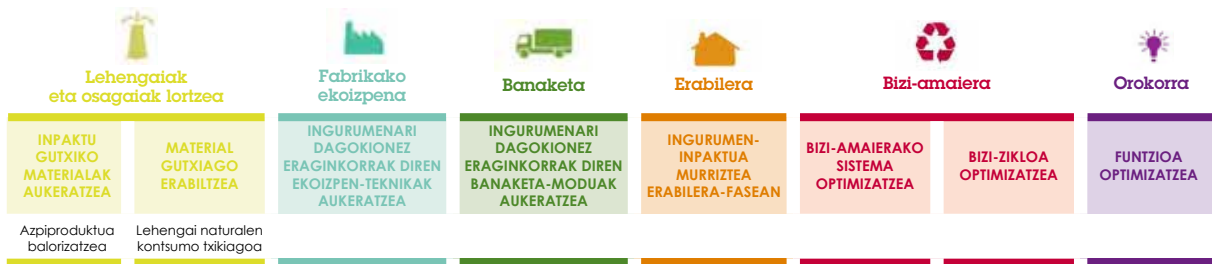 Lehengaiak
eta osagaiak lortzea
Fabrikako
ekoizpena
Banaketa
Erabilera
Bizi-amaiera
Orokorra
INPAKTU
GUTXIKO
MATERIALAK
AUKERATZEA
MATERIAL
GUTXIAGO
ERABILTZEA
INGURUMENARI
DAGOKIONEZ
ERAGINKORRAK DIREN
EKOIZPEN-TEKNIKAK
AUKERATZEA
INGURUMENARI
DAGOKIONEZ
ERAGINKORRAK DIREN
BANAKETA-MODUAK
AUKERATZEA
INGURUMEN-
INPAKTUA
MURRIZTEA
ERABILERA-FASEAN
BIZI-AMAIERAKO
SISTEMA
OPTIMIZATZEA
BIZI-ZIKLOA
OPTIMIZATZEA
FUNTZIOA
OPTIMIZATZEA
Azpiproduktua
balorizatzea
Lehengai naturalen
kontsumo txikiagoa